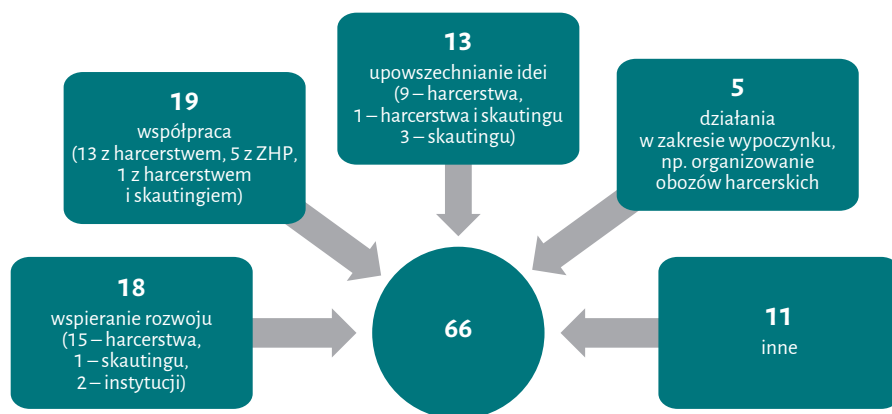 13
upowszechnianie idei
(9 – harcerstwa,
1 – harcerstwa i skautingu
3 – skautingu)
19
współpraca
(13 z harcerstwem, 5 z ZHP,
1 z harcerstwem
i skautingiem)
5
działania
w zakresie wypoczynku,
np. organizowanie
obozów harcerskich
18
wspieranie rozwoju
(15 – harcerstwa,
1 – skautingu,
2 – instytucji)
66
11
inne